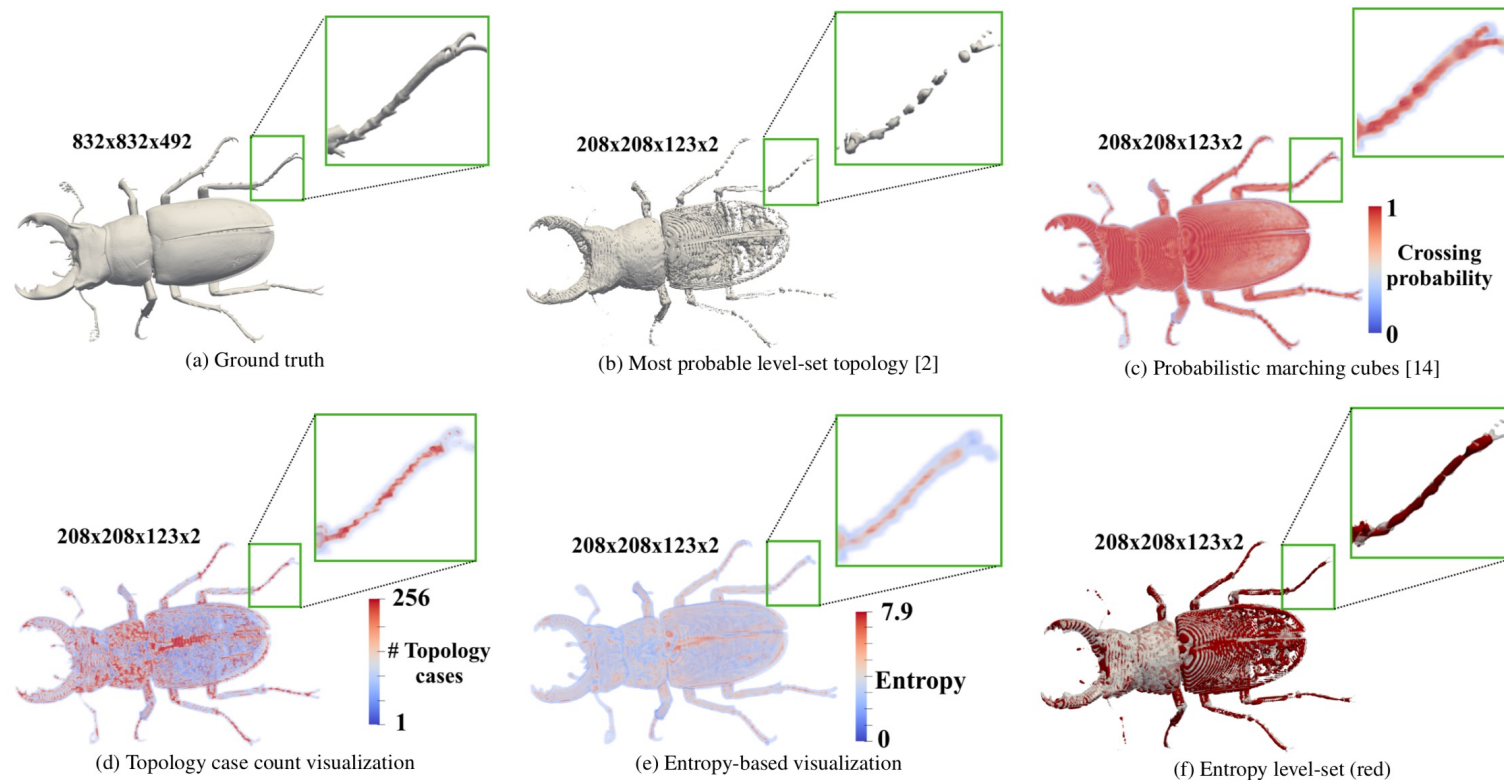 832x832x492
(a) Ground truth
208x208x123x2
(b) Most probable level-set topology [2]
208x208x123x2
1
Crossing
probability
0
(c) Probabilistic marching cubes [14]
208x208x123x2
256
# Topology
cases
1
(d) Topology case count visualization
208x208x123x2
7.9
Entropy
0
(e) Entropy-based visualization
208x208x123x2
(f) Entropy level-set (red)